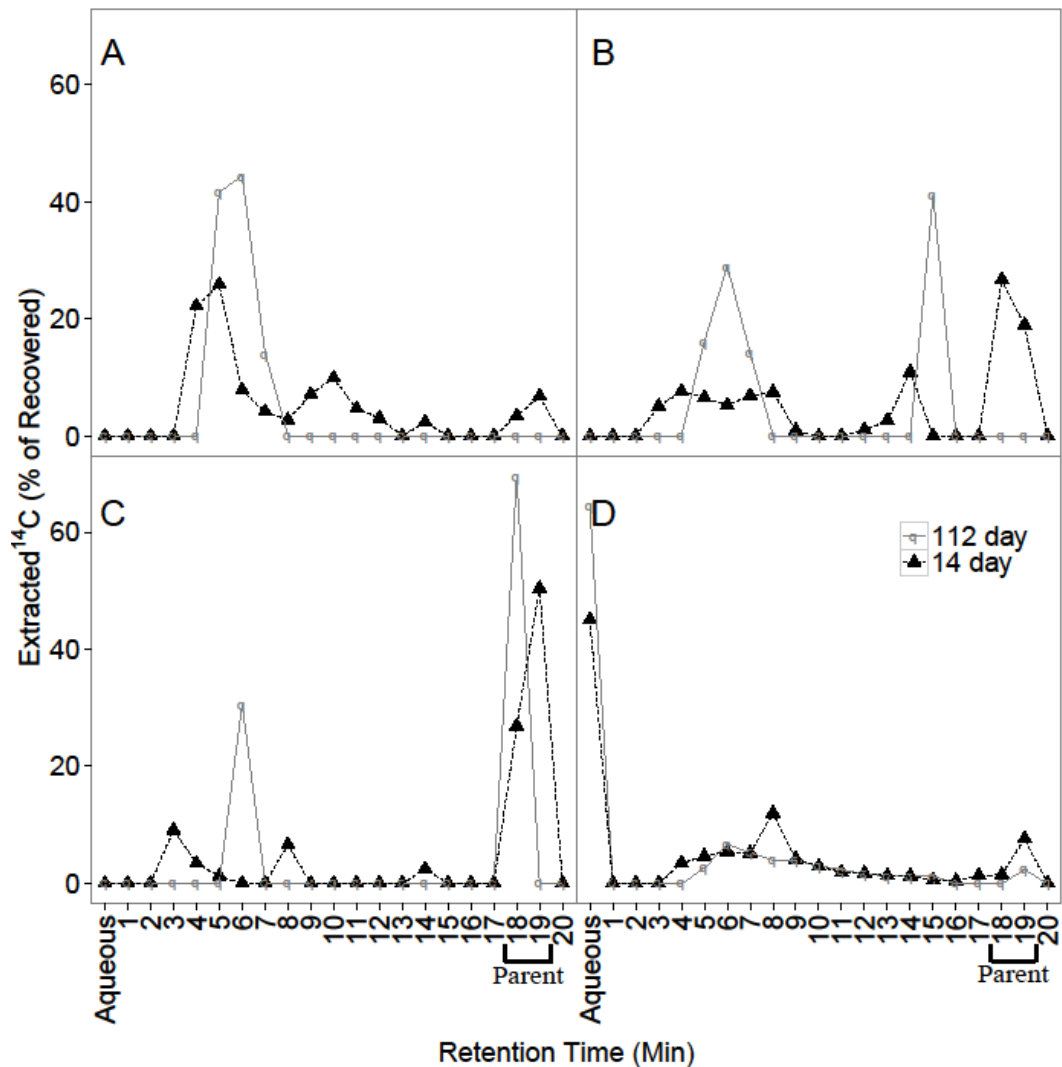 A
B
60
40
20
0
C
D
60
40
20
0
q 112 day
14 day
Extracted ¹⁴C (% of Recovered)
Aqueous 1 2 3 4 5 6 7 8 9 10 11 12 13 14 15 16 17 18 19 20
Aqueous 1 2 3 4 5 6 7 8 9 10 11 12 13 14 15 16 17 18 19 20
Parent
Parent
Retention Time (Min)